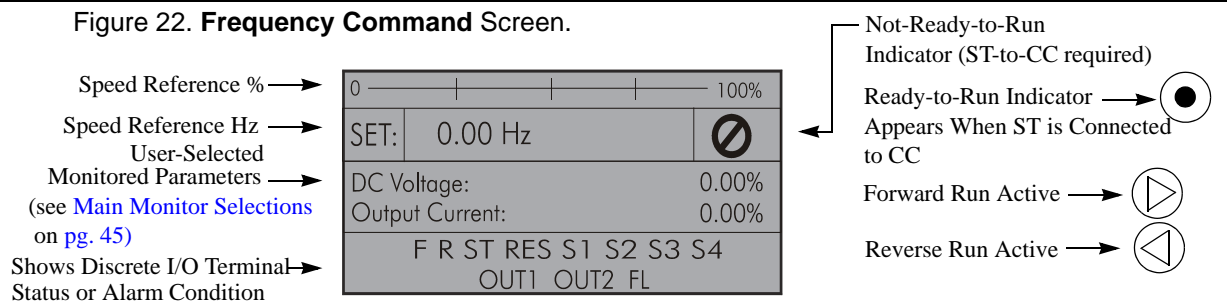 Figure 22. Frequency Command Screen.
Speed Reference %
Speed Reference Hz
User-Selected
Monitored Parameters
(see Main Monitor Selections
on pg. 45)
Shows Discrete I/O Terminal
Status or Alarm Condition
0 100%
SET: 0.00 Hz
DC Voltage: 0.00%
Output Current: 0.00%
F R ST RES S1 S2 S3 S4
OUT1 OUT2 FL
Not-Ready-to-Run
Indicator (ST-to-CC required)
Ready-to-Run Indicator
Appears When ST is Connected
to CC
Forward Run Active
Reverse Run Active